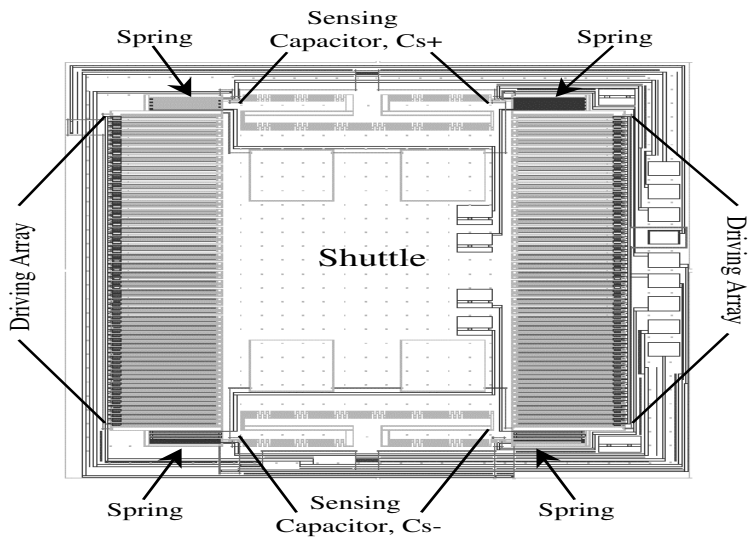 Sensing
Capacitor, Cs+
Spring
Spring
Driving Array
Shuttle
Driving Array
Spring
Sensing
Capacitor, Cs-
Spring